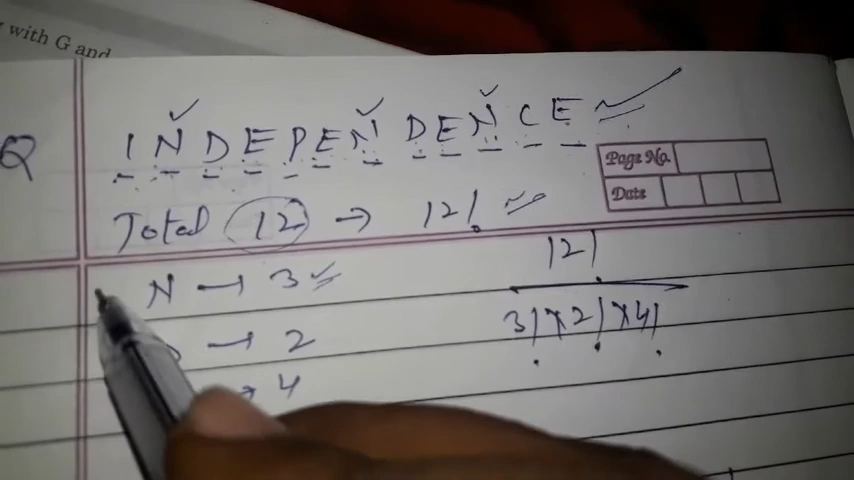 with G and
Q
INDEPENDENCE
Page No.
Date
Total 12 → 12!
N → 3
→ 2
→ 4
12!
3! × 2! × 4!